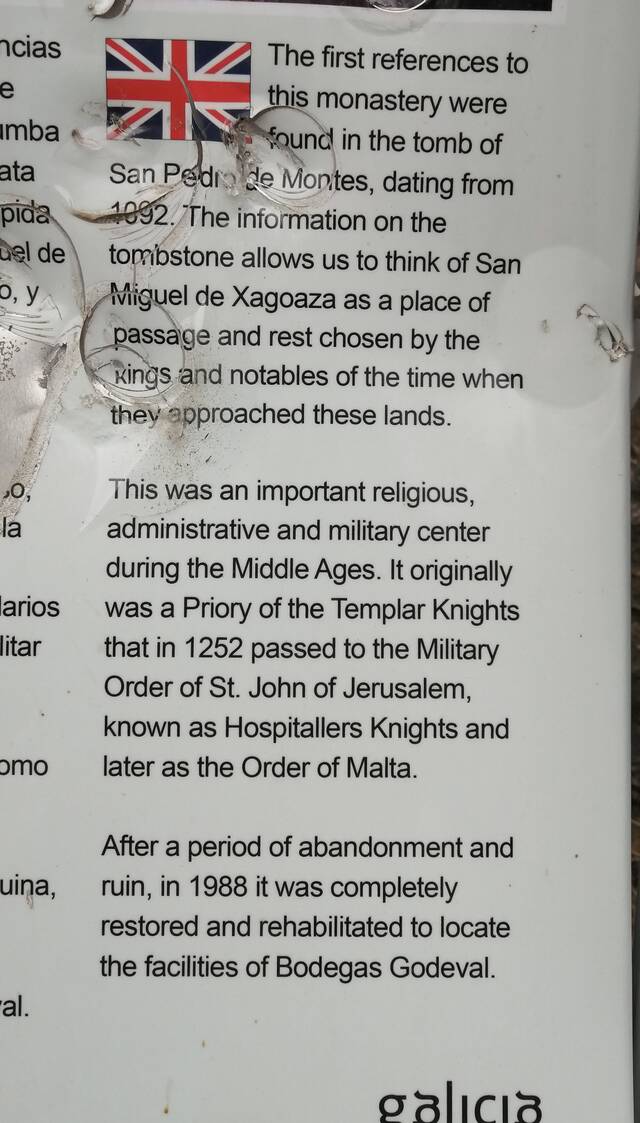 ncias
e
umba
ata
pida
uel de
o, y
so,
la
larios
litar
omo
uina,
val.
The first references to
this monastery were
found in the tomb of
San Pedro de Montes, dating from
1092. The information on the
tombstone allows us to think of San
Miguel de Xagoaza as a place of
passage and rest chosen by the
kings and notables of the time when
they approached these lands.
This was an important religious,
administrative and military center
during the Middle Ages. It originally
was a Priory of the Templar Knights
that in 1252 passed to the Military
Order of St. John of Jerusalem,
known as Hospitallers Knights and
later as the Order of Malta.
After a period of abandonment and
ruin, in 1988 it was completely
restored and rehabilitated to locate
the facilities of Bodegas Godeval.
galicia